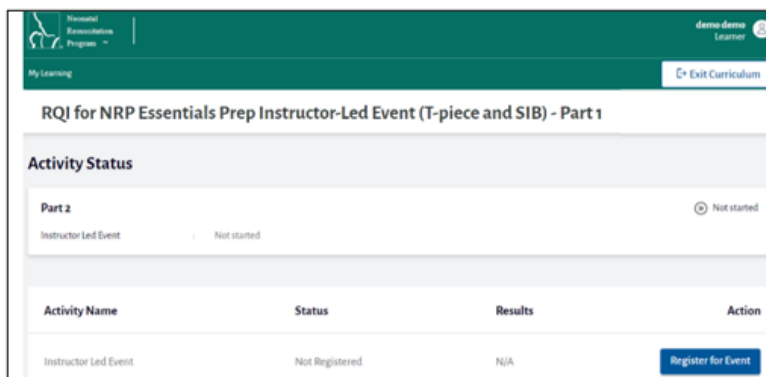 Neonatal
Resuscitation
Program
demo demo
Learner
My Learning
Exit Curriculum
RQI for NRP Essentials Prep Instructor-Led Event (T-piece and SIB) - Part 1
Activity Status
Part 2
Not started
Instructor Led Event
Not started
Activity Name Status Results Action
Instructor Led Event Not Registered N/A Register for Event